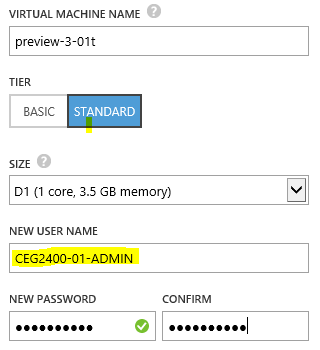 VIRTUAL MACHINE NAME ?
preview-3-01t
TIER
BASIC STANDARD
SIZE ?
D1 (1 core, 3.5 GB memory)
NEW USER NAME
CEG2400-01-ADMIN
NEW PASSWORD CONFIRM
●●●●●●●●●● ●●●●●●●●●●